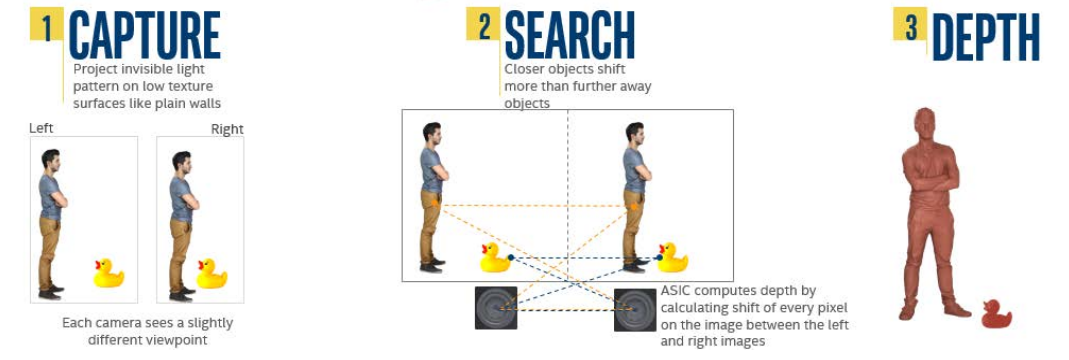 1 CAPTURE
Project invisible light
pattern on low texture
surfaces like plain walls
Left
Right
Each camera sees a slightly
different viewpoint
2 SEARCH
Closer objects shift
more than further away
objects
ASIC computes depth by
calculating shift of every pixel
on the image between the left
and right images
3 DEPTH